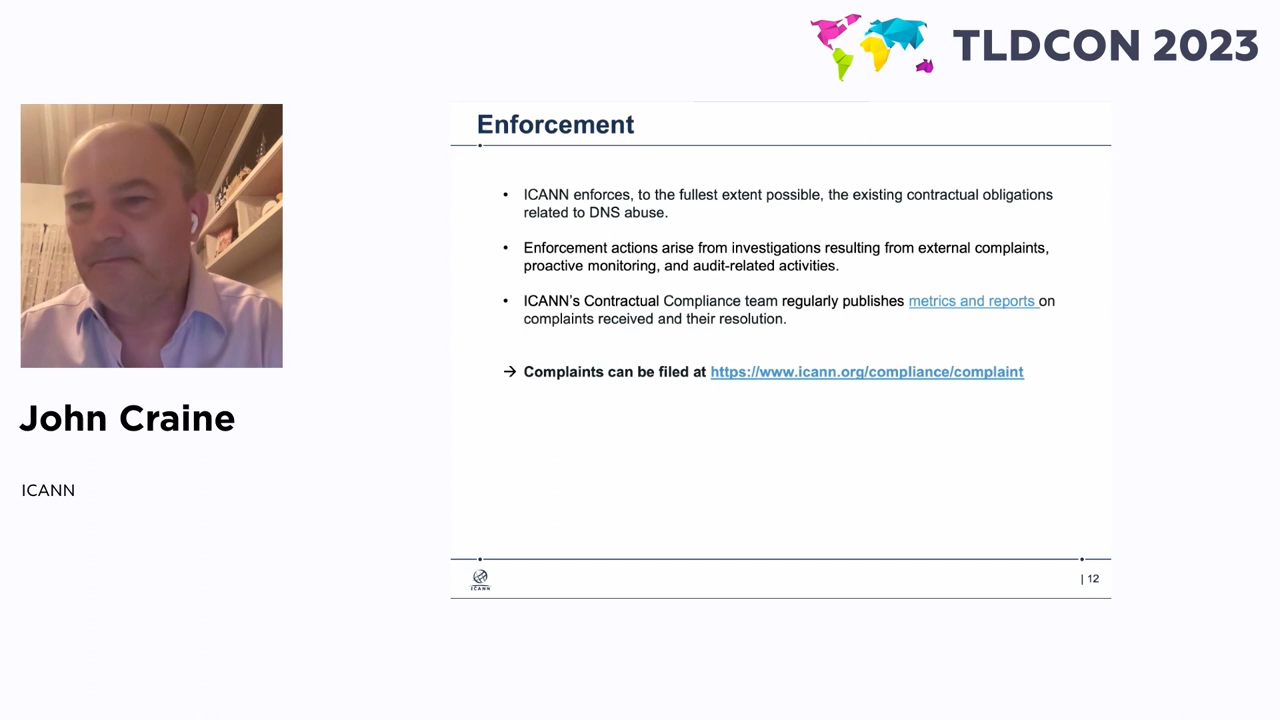 TLDCON 2023
John Craine
ICANN
Enforcement
• ICANN enforces, to the fullest extent possible, the existing contractual obligations
related to DNS abuse.
• Enforcement actions arise from investigations resulting from external complaints,
proactive monitoring, and audit-related activities.
• ICANN’s Contractual Compliance team regularly publishes metrics and reports on
complaints received and their resolution.
→ Complaints can be filed at https://www.icann.org/compliance/complaint
ICANN
| 12